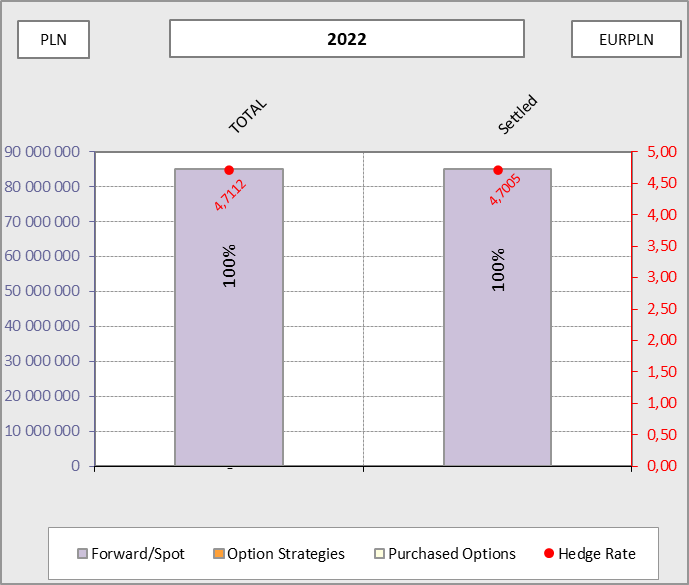 PLN
2022
EURPLN
TOTAL
Settled
90 000 000
80 000 000
70 000 000
60 000 000
50 000 000
40 000 000
30 000 000
20 000 000
10 000 000
0
4,7112
4,7005
100%
100%
5,00
4,50
4,00
3,50
3,00
2,50
2,00
1,50
1,00
0,50
0,00
-
Forward/Spot
Option Strategies
Purchased Options
Hedge Rate